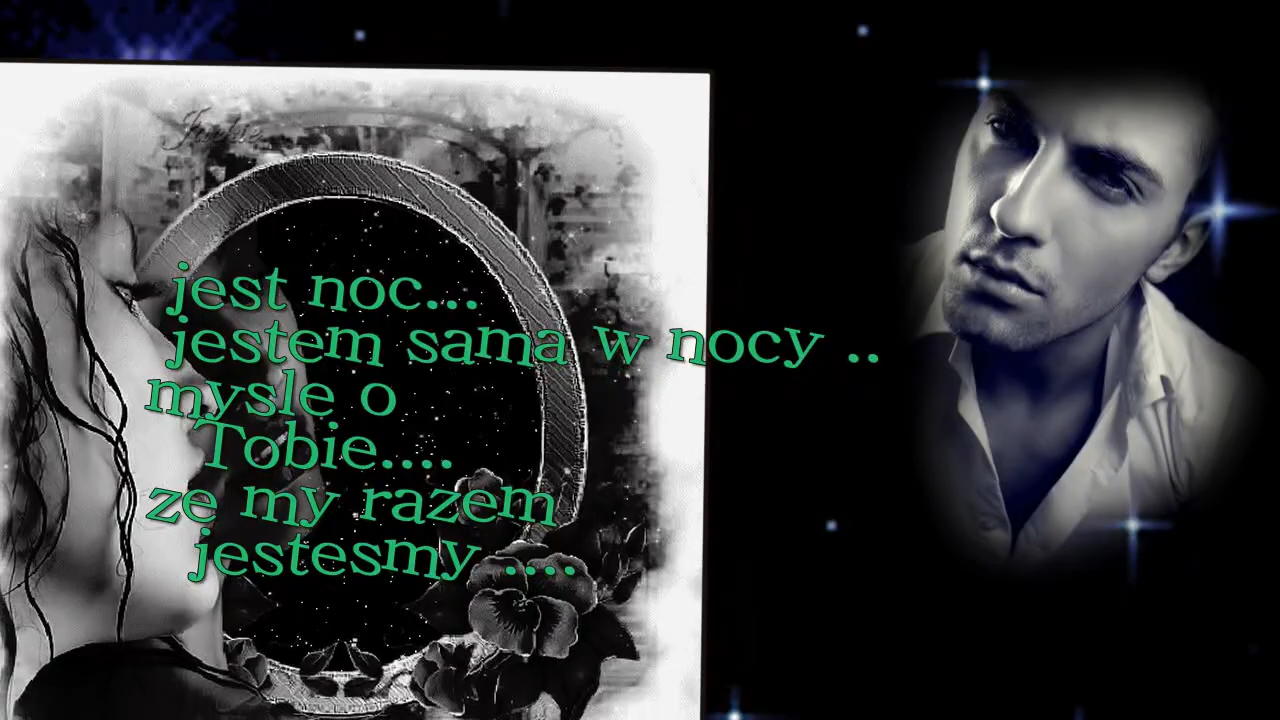 jest noc...
jestem sama w nocy ..
mysle o
Tobie....
ze my razem
jestesmy ....